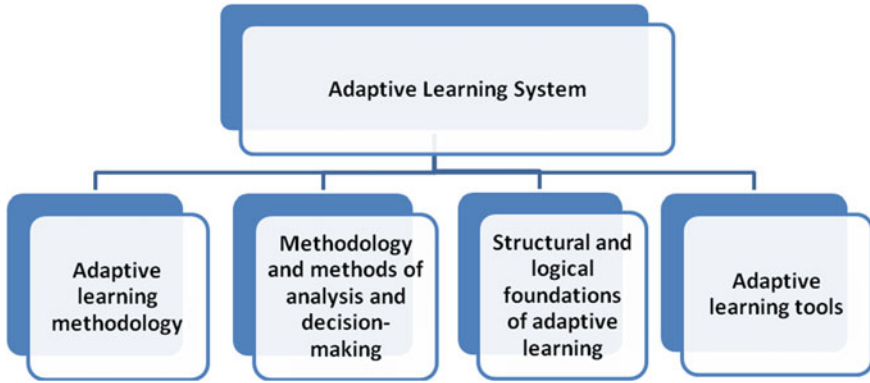 Adaptive Learning System
Adaptive
learning
methodology
Methodology
and methods of
analysis and
decision-
making
Structural and
logical
foundations
of adaptive
learning
Adaptive
learning tools